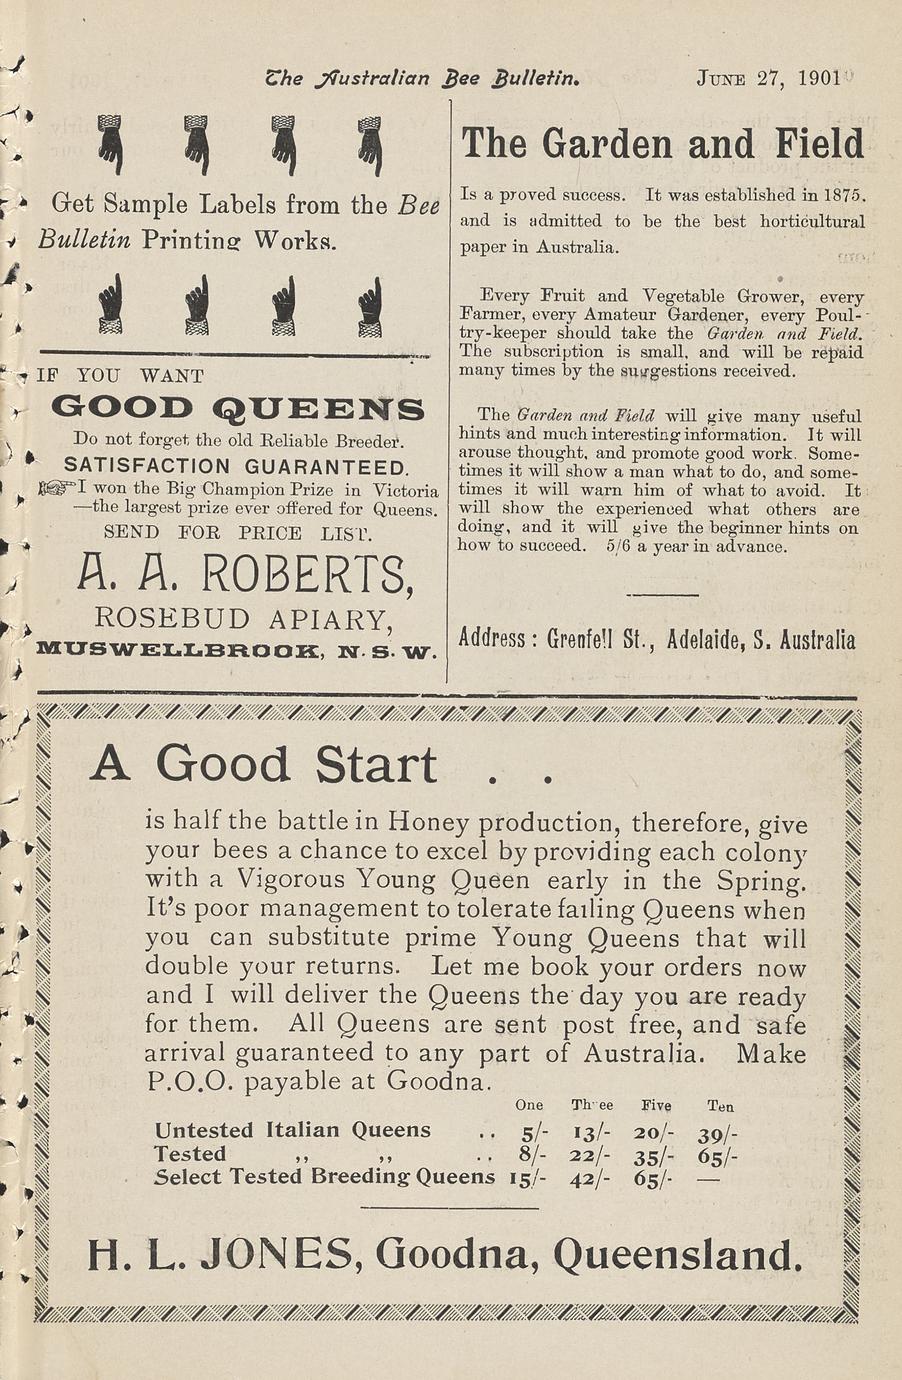 The Australian Bee Bulletin. JUNE 27, 1901
Get Sample Labels from the Bee
Bulletin Printing Works.
IF YOU WANT
GOOD QUEENS
Do not forget the old Reliable Breeder.
SATISFACTION GUARANTEED.
I won the Big Champion Prize in Victoria
—the largest prize ever offered for Queens.
SEND FOR PRICE LIST.
A. A. ROBERTS,
ROSEBUD APIARY,
MUSWELLBROOK, N. S. W.
The Garden and Field
Is a proved success. It was established in 1875.
and is admitted to be the best horticultural
paper in Australia.
Every Fruit and Vegetable Grower, every
Farmer, every Amateur Gardener, every Poul-
try-keeper should take the Garden and Field.
The subscription is small, and will be repaid
many times by the suggestions received.
The Garden and Field will give many useful
hints and much interesting information. It will
arouse thought, and promote good work. Some-
times it will show a man what to do, and some-
times it will warn him of what to avoid. It
will show the experienced what others are
doing, and it will give the beginner hints on
how to succeed. 5/6 a year in advance.
Address : Grenfell St., Adelaide, S. Australia
A Good Start . .
is half the battle in Honey production, therefore, give
your bees a chance to excel by providing each colony
with a Vigorous Young Queen early in the Spring.
It's poor management to tolerate failing Queens when
you can substitute prime Young Queens that will
double your returns. Let me book your orders now
and I will deliver the Queens the day you are ready
for them. All Queens are sent post free, and safe
arrival guaranteed to any part of Australia. Make
P.O.O. payable at Goodna.
One Three Five Ten
Untested Italian Queens .. 5/- 13/- 20/- 39/-
Tested ,, ,, .. 8/- 22/- 35/- 65/-
Select Tested Breeding Queens 15/- 42/- 65/- —
H. L. JONES, Goodna, Queensland.